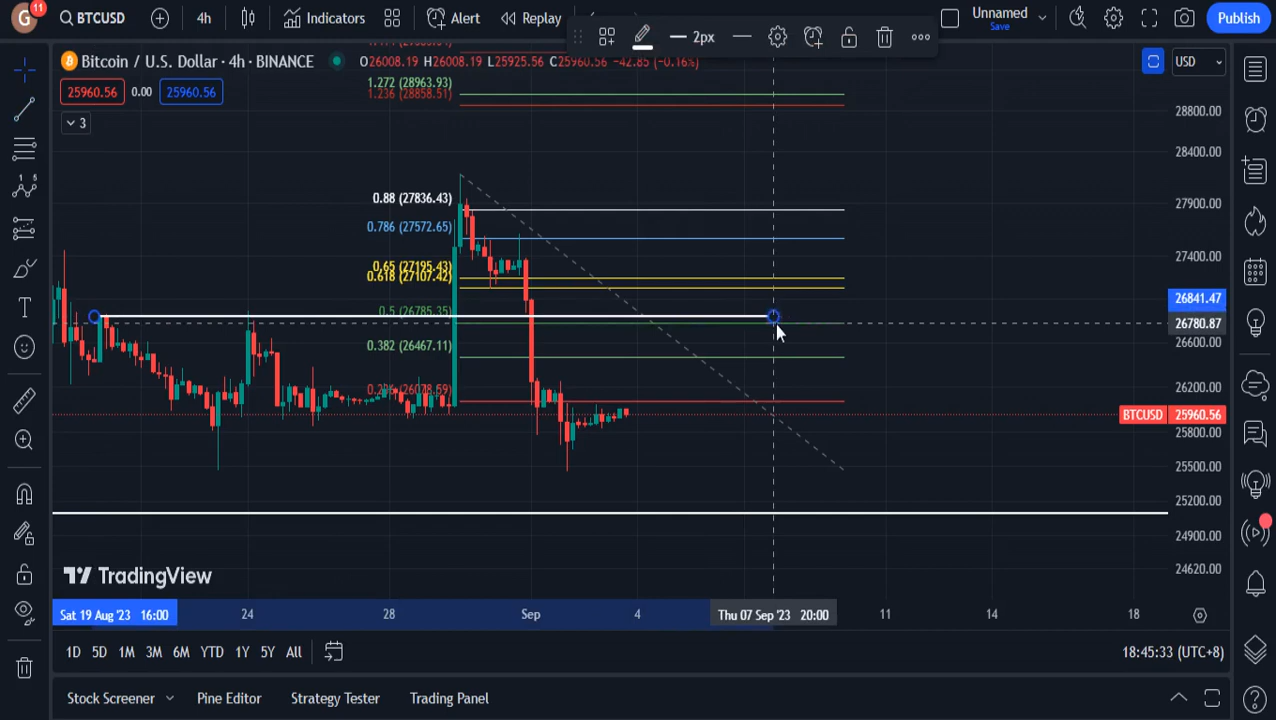 G 11 BTCUSD 4h Indicators Alert Replay Unnamed Save Publish
2px
Bitcoin / U.S. Dollar · 4h · BINANCE O26008.19 H26008.19 L25925.56 C25960.56 -42.85 (-0.16%) USD
25960.56 0.00 25960.56
3
1.272 (28963.93)
1.236 (28858.51)
0.88 (27836.43)
0.786 (27572.65)
0.65 (27195.43)
0.618 (27107.42)
0.5 (26785.35)
0.382 (26467.11)
0.236 (26078.59)
28800.00
28400.00
27900.00
27400.00
26841.47
26780.87
26600.00
26200.00
BTCUSD 25960.56
25800.00
25500.00
25200.00
24900.00
24620.00
TradingView
Sat 19 Aug '23 16:00 24 28 Sep 4 Thu 07 Sep '23 20:00 11 14 18
1D 5D 1M 3M 6M YTD 1Y 5Y All 18:45:33 (UTC+8)
Stock Screener Pine Editor Strategy Tester Trading Panel